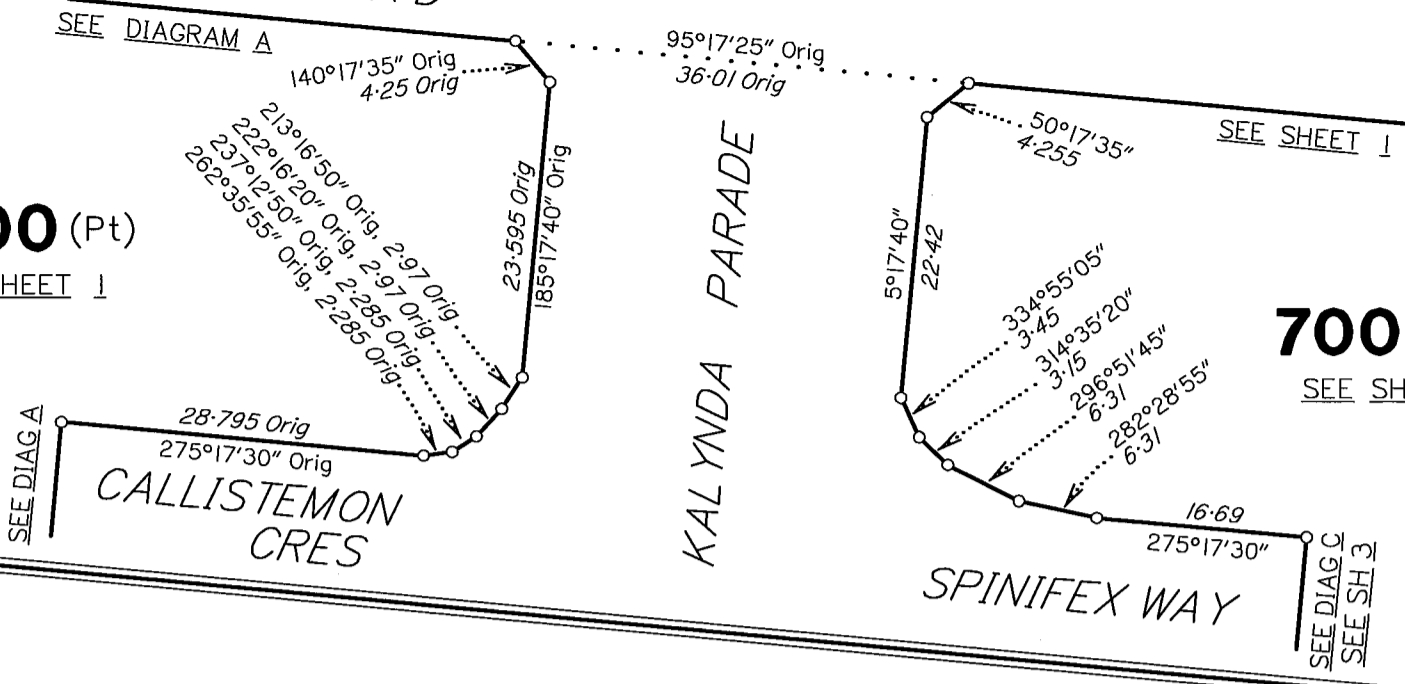 SEE DIAGRAM A
140°17'35" Orig
4·25 Orig
95°17'25" Orig
36·01 Orig
50°17'35"
4·255
SEE SHEET 1
213°16'50" Orig, 2·97 Orig
222°16'20" Orig, 2·97 Orig
237°12'50" Orig, 2·285 Orig
262°35'55" Orig, 2·285 Orig
23·595 Orig
185°17'40" Orig
KALYNDA PARADE
5°17'40"
22·42
00 (Pt)
HEET 1
334°55'05"
3·45
314°35'20"
3·15
296°51'45"
6·31
282°28'55"
6·31
700
SEE SH
SEE DIAG A
28·795 Orig
275°17'30" Orig
CALLISTEMON
CRES
16·69
275°17'30"
SPINIFEX WAY
SEE DIAG C
SEE SH 3